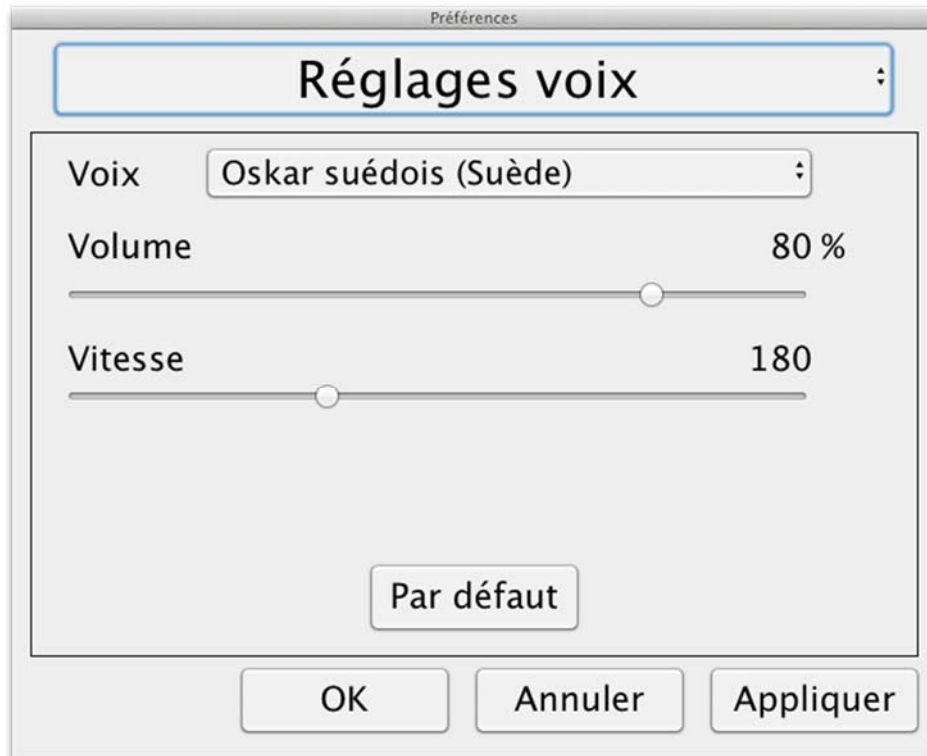 Préférences
Réglages voix
Voix Oskar suédois (Suède)
Volume 80 %
Vitesse 180
Par défaut
OK Annuler Appliquer